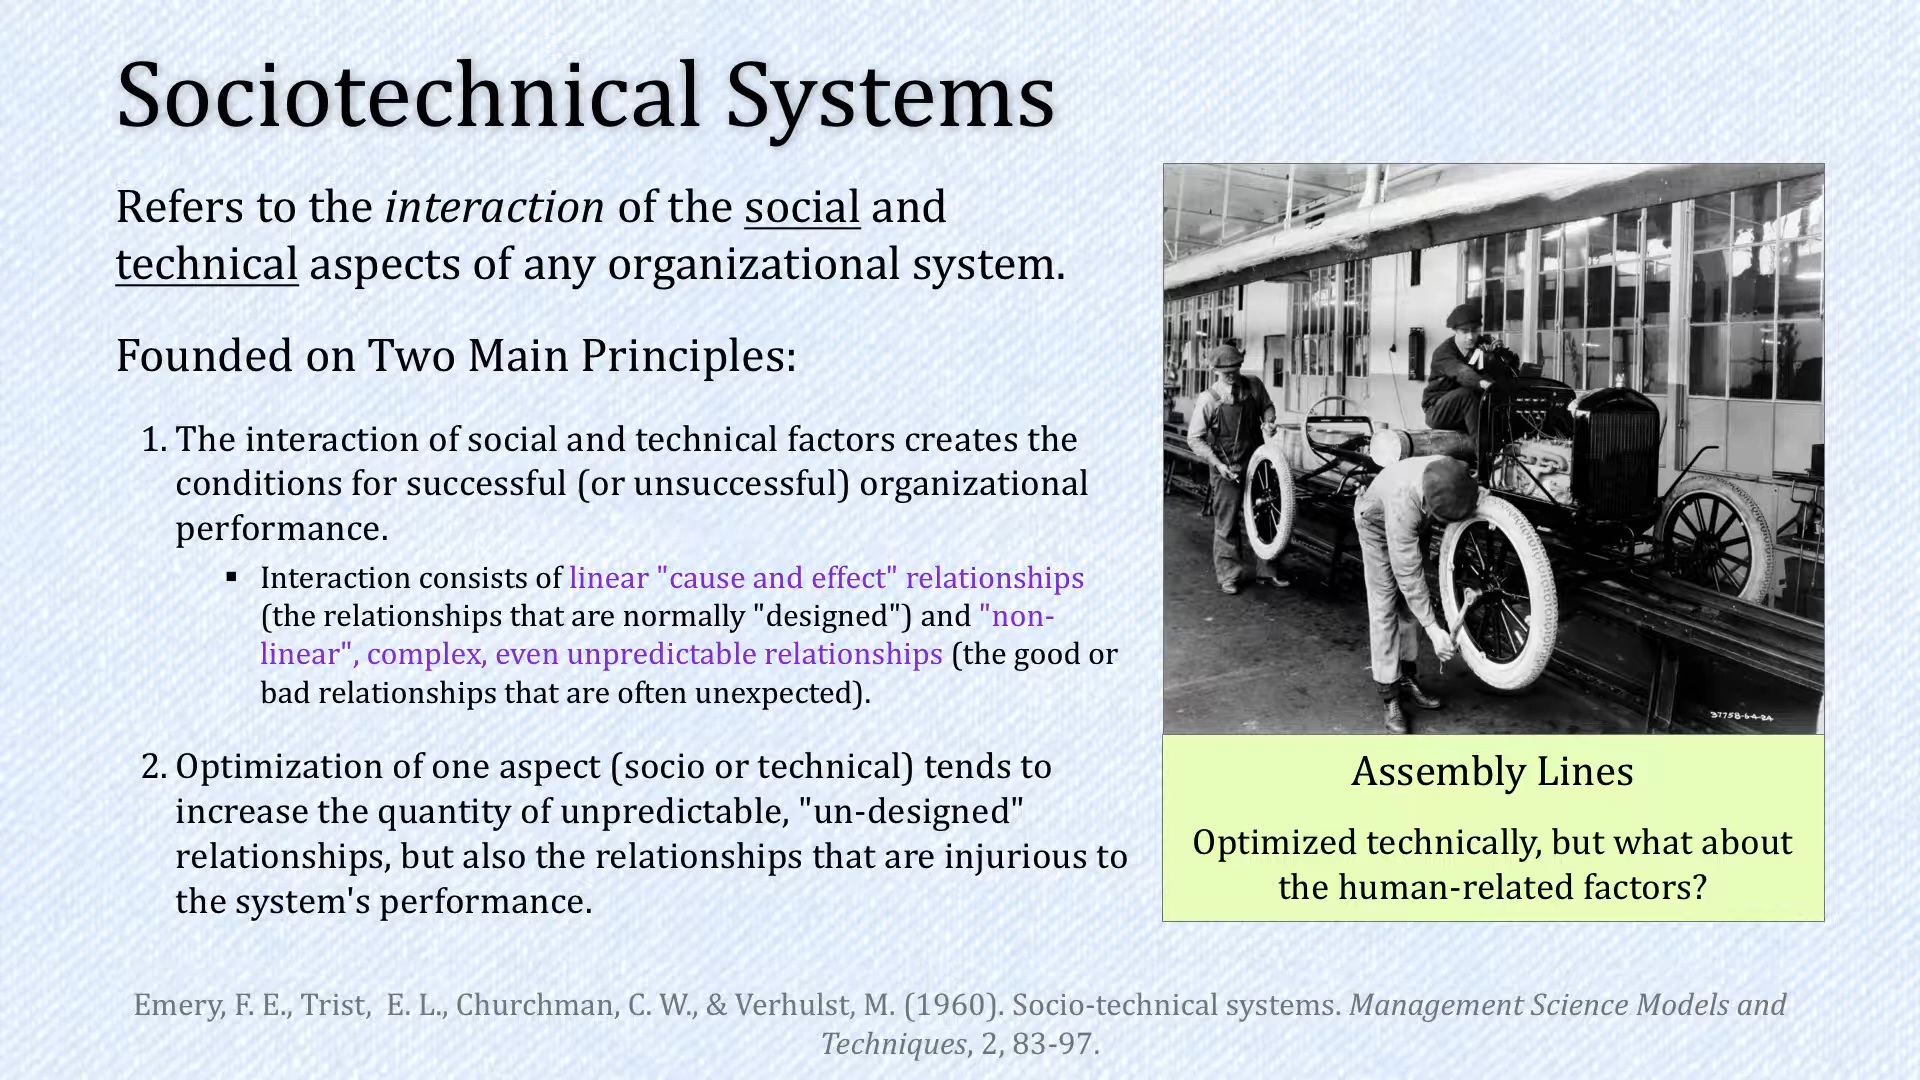 Sociotechnical Systems
Refers to the interaction of the social and
technical aspects of any organizational system.
Founded on Two Main Principles:
1. The interaction of social and technical factors creates the
conditions for successful (or unsuccessful) organizational
performance.
▪ Interaction consists of linear "cause and effect" relationships
(the relationships that are normally "designed") and "non-
linear", complex, even unpredictable relationships (the good or
bad relationships that are often unexpected).
2. Optimization of one aspect (socio or technical) tends to
increase the quantity of unpredictable, "un-designed"
relationships, but also the relationships that are injurious to
the system's performance.
37758-6-4-24
Assembly Lines
Optimized technically, but what about
the human-related factors?
Emery, F. E., Trist, E. L., Churchman, C. W., & Verhulst, M. (1960). Socio-technical systems. Management Science Models and
Techniques, 2, 83-97.